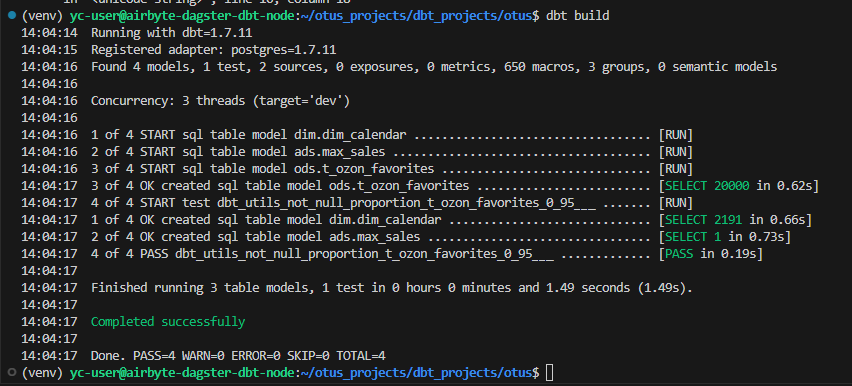 in "<unicode string>", line 18, column 18
(venv) yc-user@airbyte-dagster-dbt-node:~/otus_projects/dbt_projects/otus$ dbt build
14:04:14  Running with dbt=1.7.11
14:04:15  Registered adapter: postgres=1.7.11
14:04:16  Found 4 models, 1 test, 2 sources, 0 exposures, 0 metrics, 650 macros, 3 groups, 0 semantic models
14:04:16
14:04:16  Concurrency: 3 threads (target='dev')
14:04:16
14:04:16  1 of 4 START sql table model dim.dim_calendar .................................. [RUN]
14:04:16  2 of 4 START sql table model ads.max_sales ..................................... [RUN]
14:04:16  3 of 4 START sql table model ods.t_ozon_favorites .............................. [RUN]
14:04:17  3 of 4 OK created sql table model ods.t_ozon_favorites ......................... [SELECT 20000 in 0.62s]
14:04:17  4 of 4 START test dbt_utils_not_null_proportion_t_ozon_favorites_0_95___ ....... [RUN]
14:04:17  1 of 4 OK created sql table model dim.dim_calendar ............................. [SELECT 2191 in 0.66s]
14:04:17  2 of 4 OK created sql table model ads.max_sales ................................ [SELECT 1 in 0.73s]
14:04:17  4 of 4 PASS dbt_utils_not_null_proportion_t_ozon_favorites_0_95___ ............. [PASS in 0.19s]
14:04:17
14:04:17  Finished running 3 table models, 1 test in 0 hours 0 minutes and 1.49 seconds (1.49s).
14:04:17
14:04:17  Completed successfully
14:04:17
14:04:17  Done. PASS=4 WARN=0 ERROR=0 SKIP=0 TOTAL=4
(venv) yc-user@airbyte-dagster-dbt-node:~/otus_projects/dbt_projects/otus$